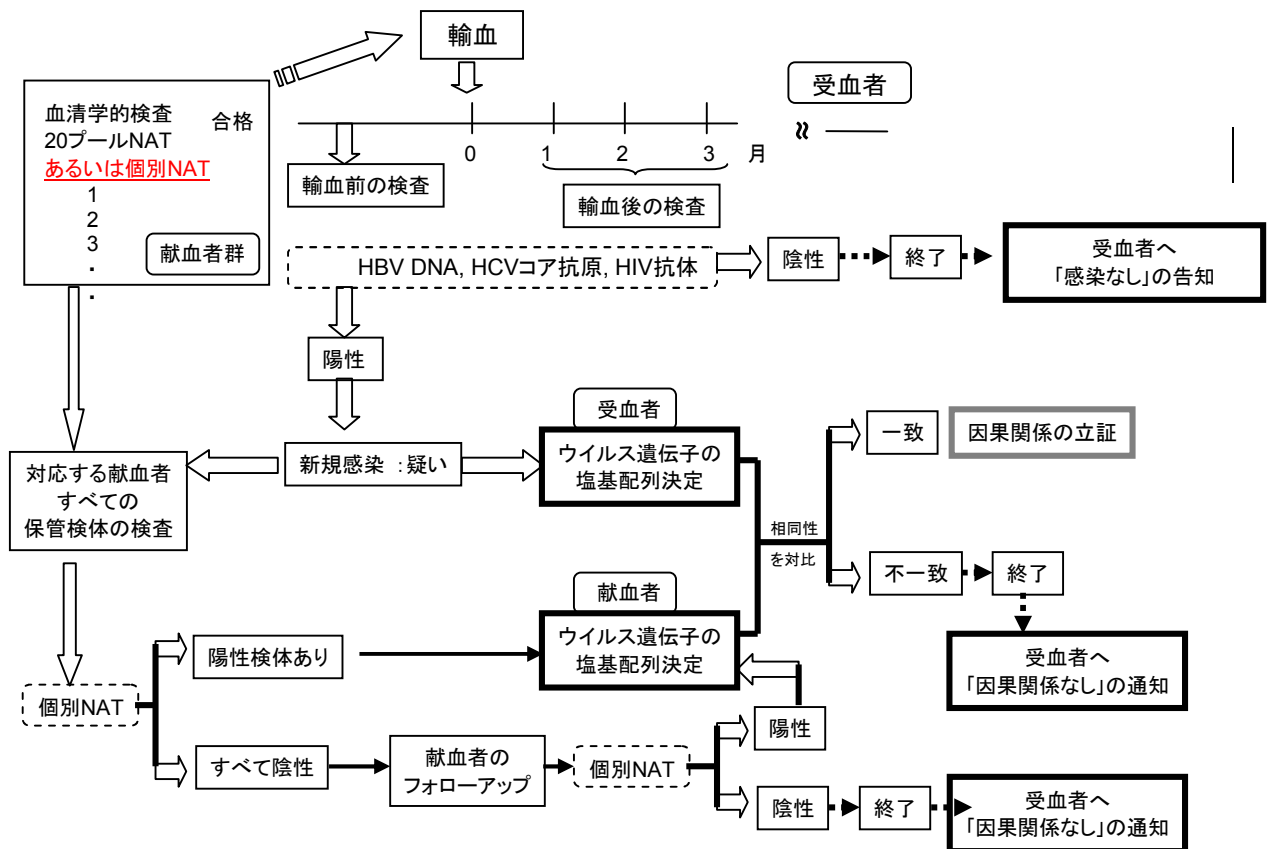 輸血
受血者
血清学的検査
合格
20プールNAT
あるいは個別NAT
1
2
3
.
.
献血者群
≈
0 1 2 3 月
輸血前の検査
輸血後の検査
HBV DNA, HCVコア抗原, HIV抗体
陰性
終了
受血者へ
「感染なし」の告知
陽性
受血者
新規感染 :疑い
ウイルス遺伝子の
塩基配列決定
一致
因果関係の立証
対応する献血者
すべての
保管検体の検査
相同性
を対比
不一致
終了
献血者
陽性検体あり
ウイルス遺伝子の
塩基配列決定
受血者へ
「因果関係なし」の通知
個別NAT
陽性
すべて陰性
献血者の
フォローアップ
個別NAT
陰性
終了
受血者へ
「因果関係なし」の通知